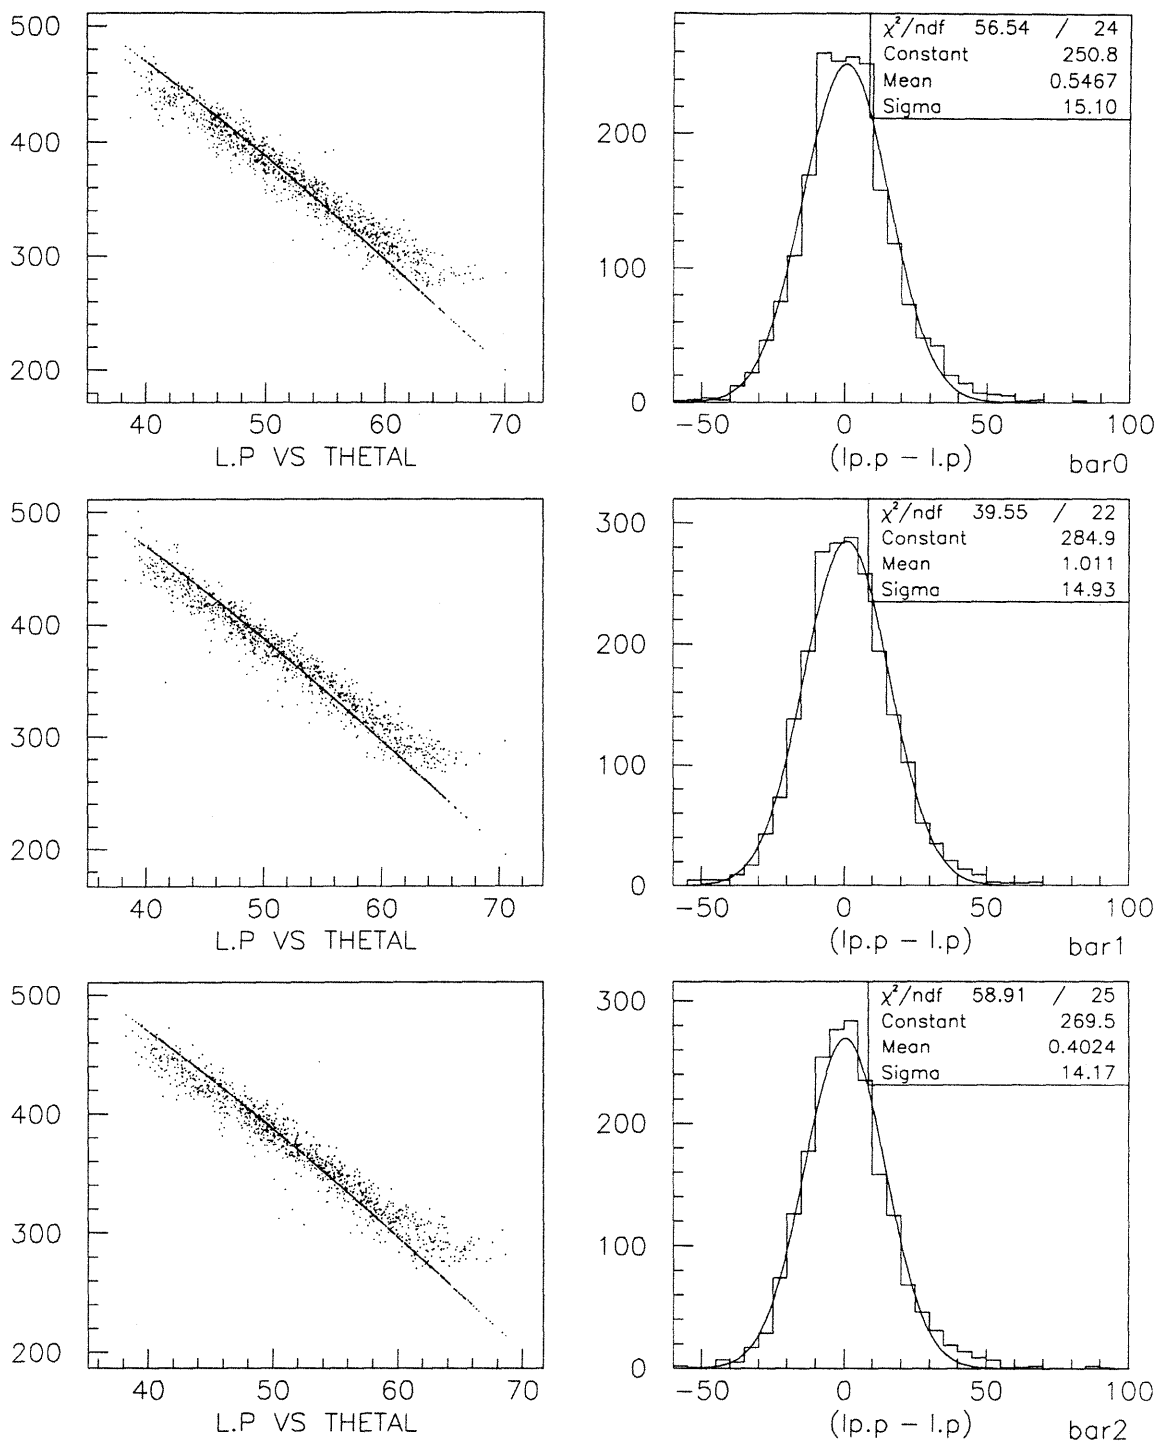 500
400
300
200
40 50 60 70
L.P VS THETAL
200
100
0
χ²/ndf 56.54 / 24
Constant 250.8
Mean 0.5467
Sigma 15.10
−50 0 50 100
(lp.p − l.p)
bar0
500
400
300
200
40 50 60 70
L.P VS THETAL
300
200
100
0
χ²/ndf 39.55 / 22
Constant 284.9
Mean 1.011
Sigma 14.93
−50 0 50 100
(lp.p − l.p)
bar1
500
400
300
200
40 50 60 70
L.P VS THETAL
300
200
100
0
χ²/ndf 58.91 / 25
Constant 269.5
Mean 0.4024
Sigma 14.17
−50 0 50 100
(lp.p − l.p)
bar2